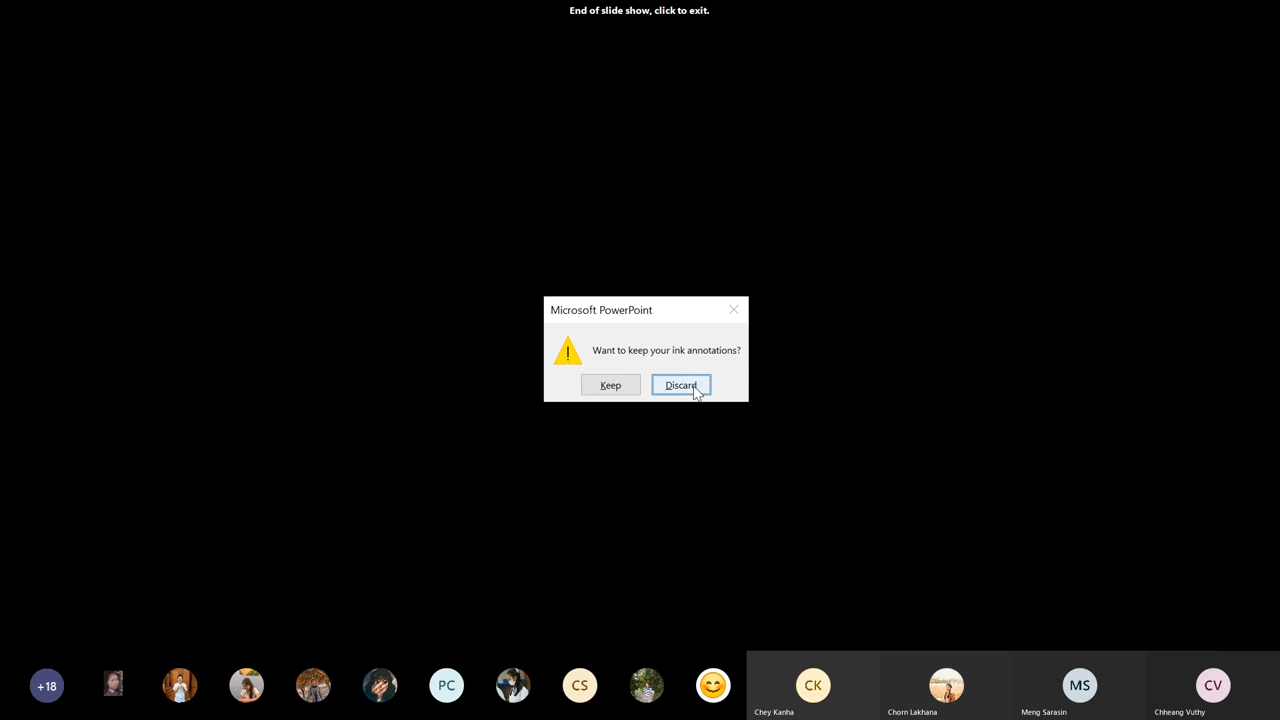 End of slide show, click to exit.
Microsoft PowerPoint
Want to keep your ink annotations?
Keep
Discard
+18
PC
CS
CK
MS
CV
Chey Kanha
Chorn Lakhana
Meng Sarasin
Chheang Vuthy